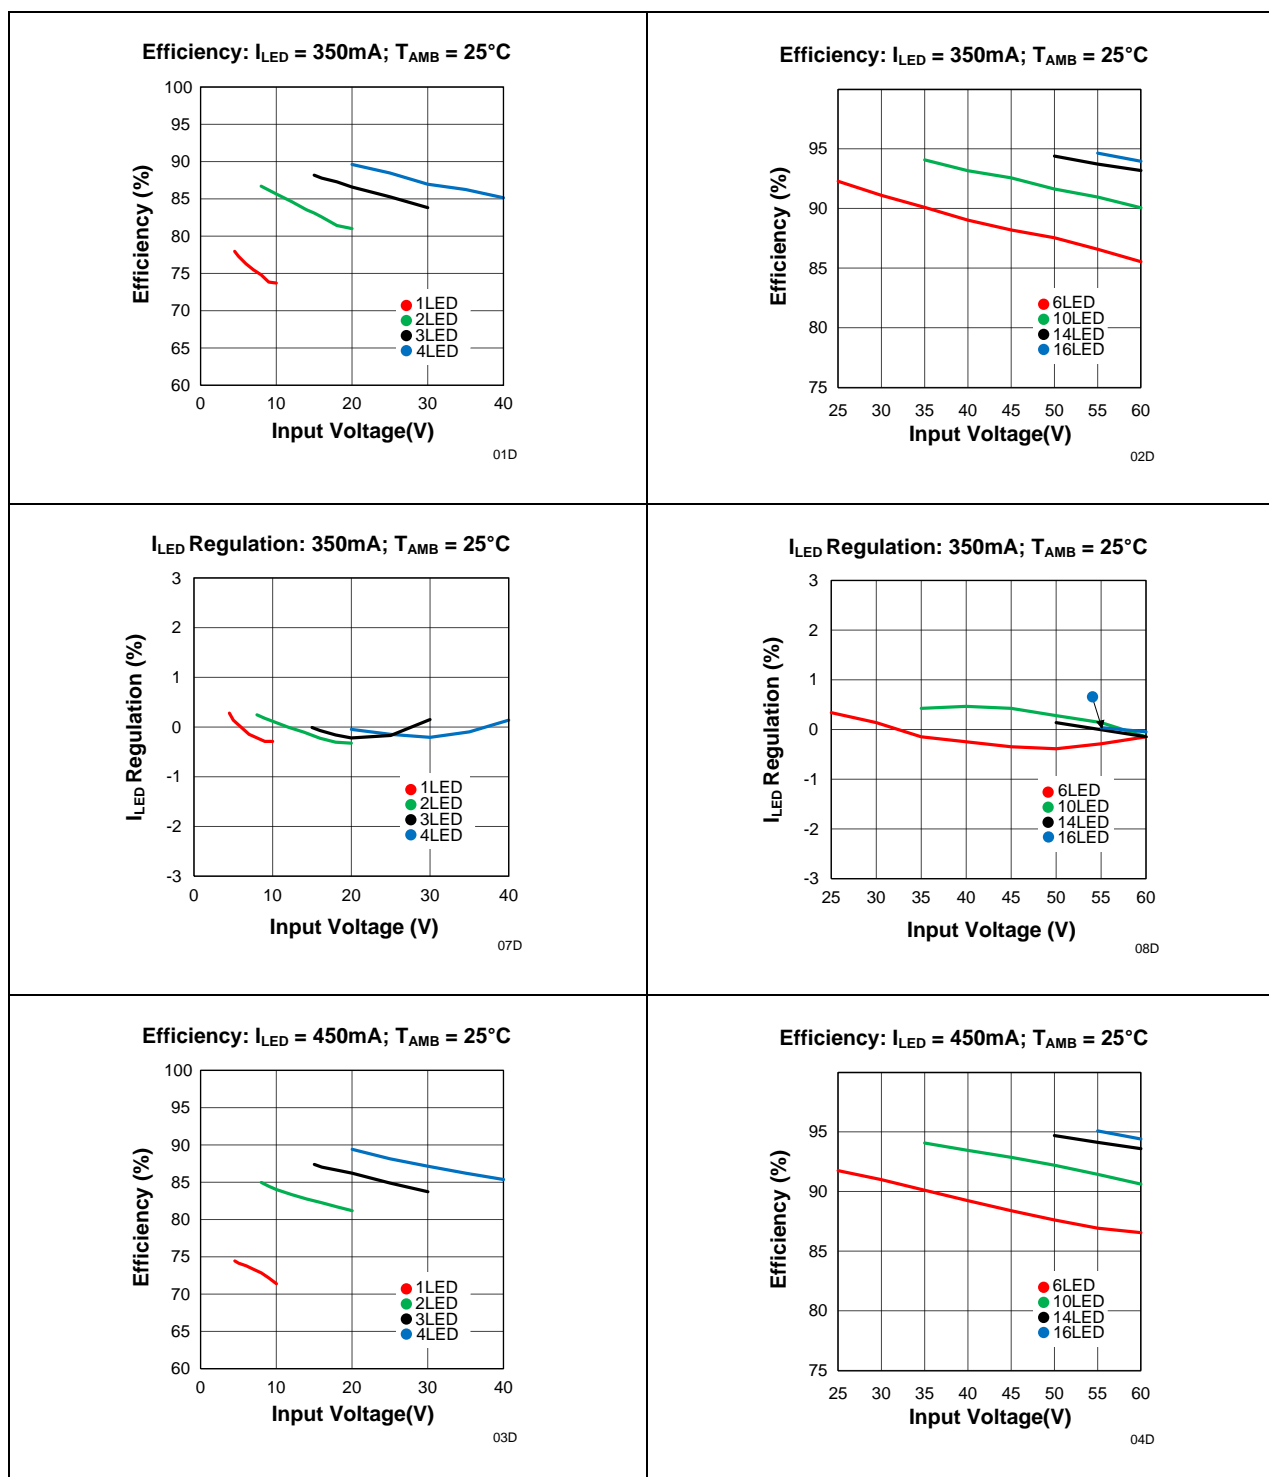 Efficiency: ILED = 350mA; TAMB = 25°C
100
95
90
85
80
75
70
65
60
Efficiency (%)
1LED
2LED
3LED
4LED
0 10 20 30 40
Input Voltage(V)
01D
Efficiency: ILED = 350mA; TAMB = 25°C
95
90
85
80
75
Efficiency (%)
6LED
10LED
14LED
16LED
25 30 35 40 45 50 55 60
Input Voltage(V)
02D
ILED Regulation: 350mA; TAMB = 25°C
3
2
1
0
-1
-2
-3
ILED Regulation (%)
1LED
2LED
3LED
4LED
0 10 20 30 40
Input Voltage (V)
07D
ILED Regulation: 350mA; TAMB = 25°C
3
2
1
0
-1
-2
-3
ILED Regulation (%)
6LED
10LED
14LED
16LED
25 30 35 40 45 50 55 60
Input Voltage (V)
08D
Efficiency: ILED = 450mA; TAMB = 25°C
100
95
90
85
80
75
70
65
60
Efficiency (%)
1LED
2LED
3LED
4LED
0 10 20 30 40
Input Voltage(V)
03D
Efficiency: ILED = 450mA; TAMB = 25°C
95
90
85
80
75
Efficiency (%)
6LED
10LED
14LED
16LED
25 30 35 40 45 50 55 60
Input Voltage(V)
04D